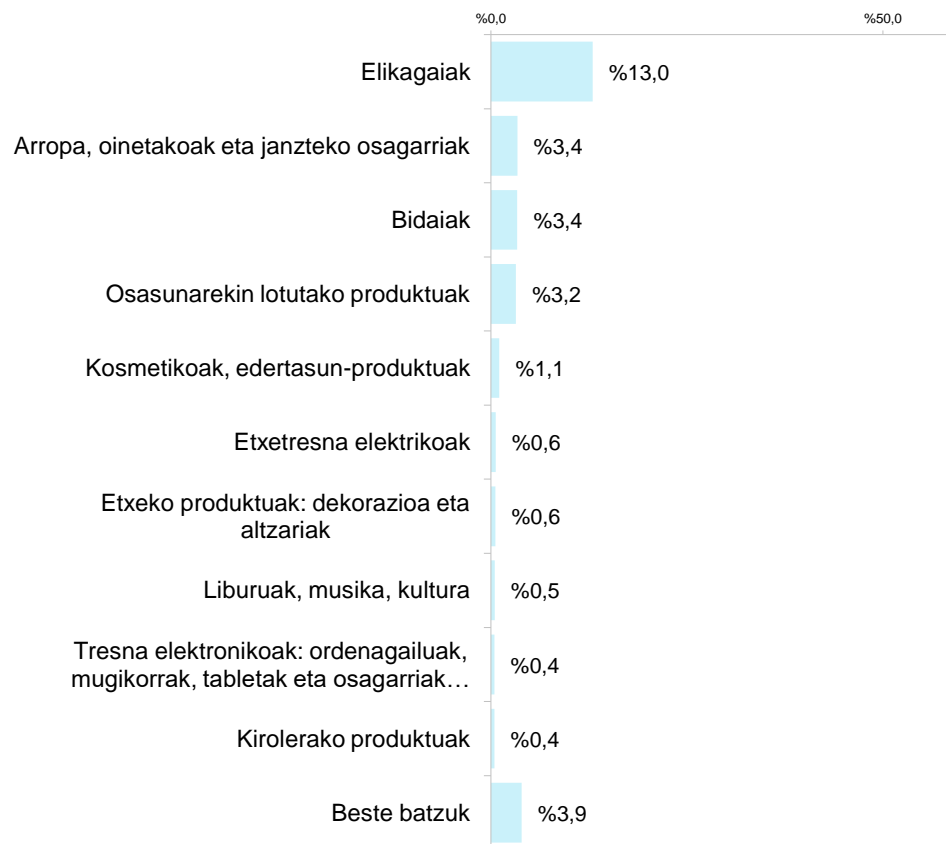 %0,0 %50,0
Elikagaiak %13,0
Arropa, oinetakoak eta janzteko osagarriak %3,4
Bidaiak %3,4
Osasunarekin lotutako produktuak %3,2
Kosmetikoak, edertasun-produktuak %1,1
Etxetresna elektrikoak %0,6
Etxeko produktuak: dekorazioa eta
altzariak %0,6
Liburuak, musika, kultura %0,5
Tresna elektronikoak: ordenagailuak,
mugikorrak, tabletak eta osagarriak… %0,4
Kirolerako produktuak %0,4
Beste batzuk %3,9